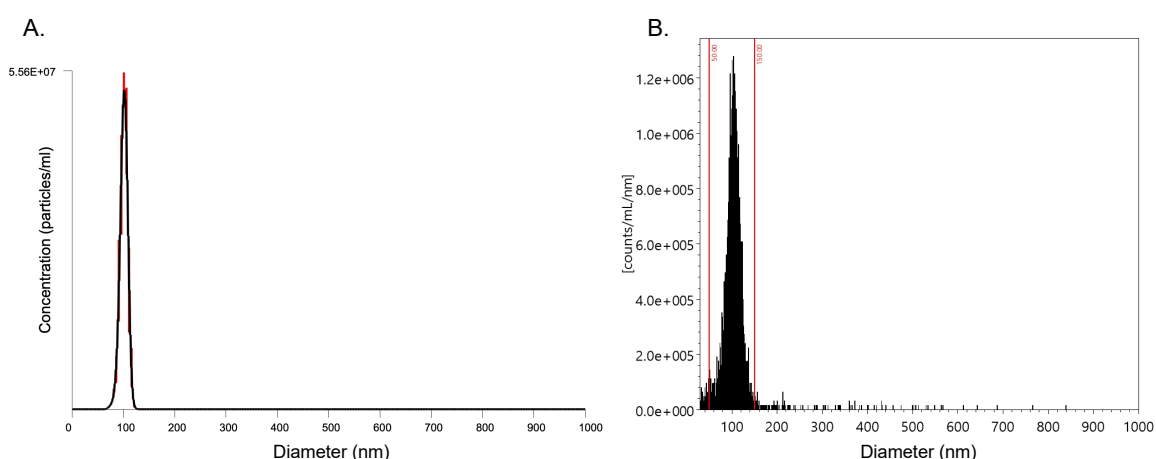 A.
5.56E+07
Concentration (particles/ml)
0 100 200 300 400 500 600 700 800 900 1000
Diameter (nm)
B.
50.00
150.00
[counts/mL/nm]
1.2e+006
1.0e+006
8.0e+005
6.0e+005
4.0e+005
2.0e+005
0.0e+000
100 200 300 400 500 600 700 800 900 1000
Diameter (nm)